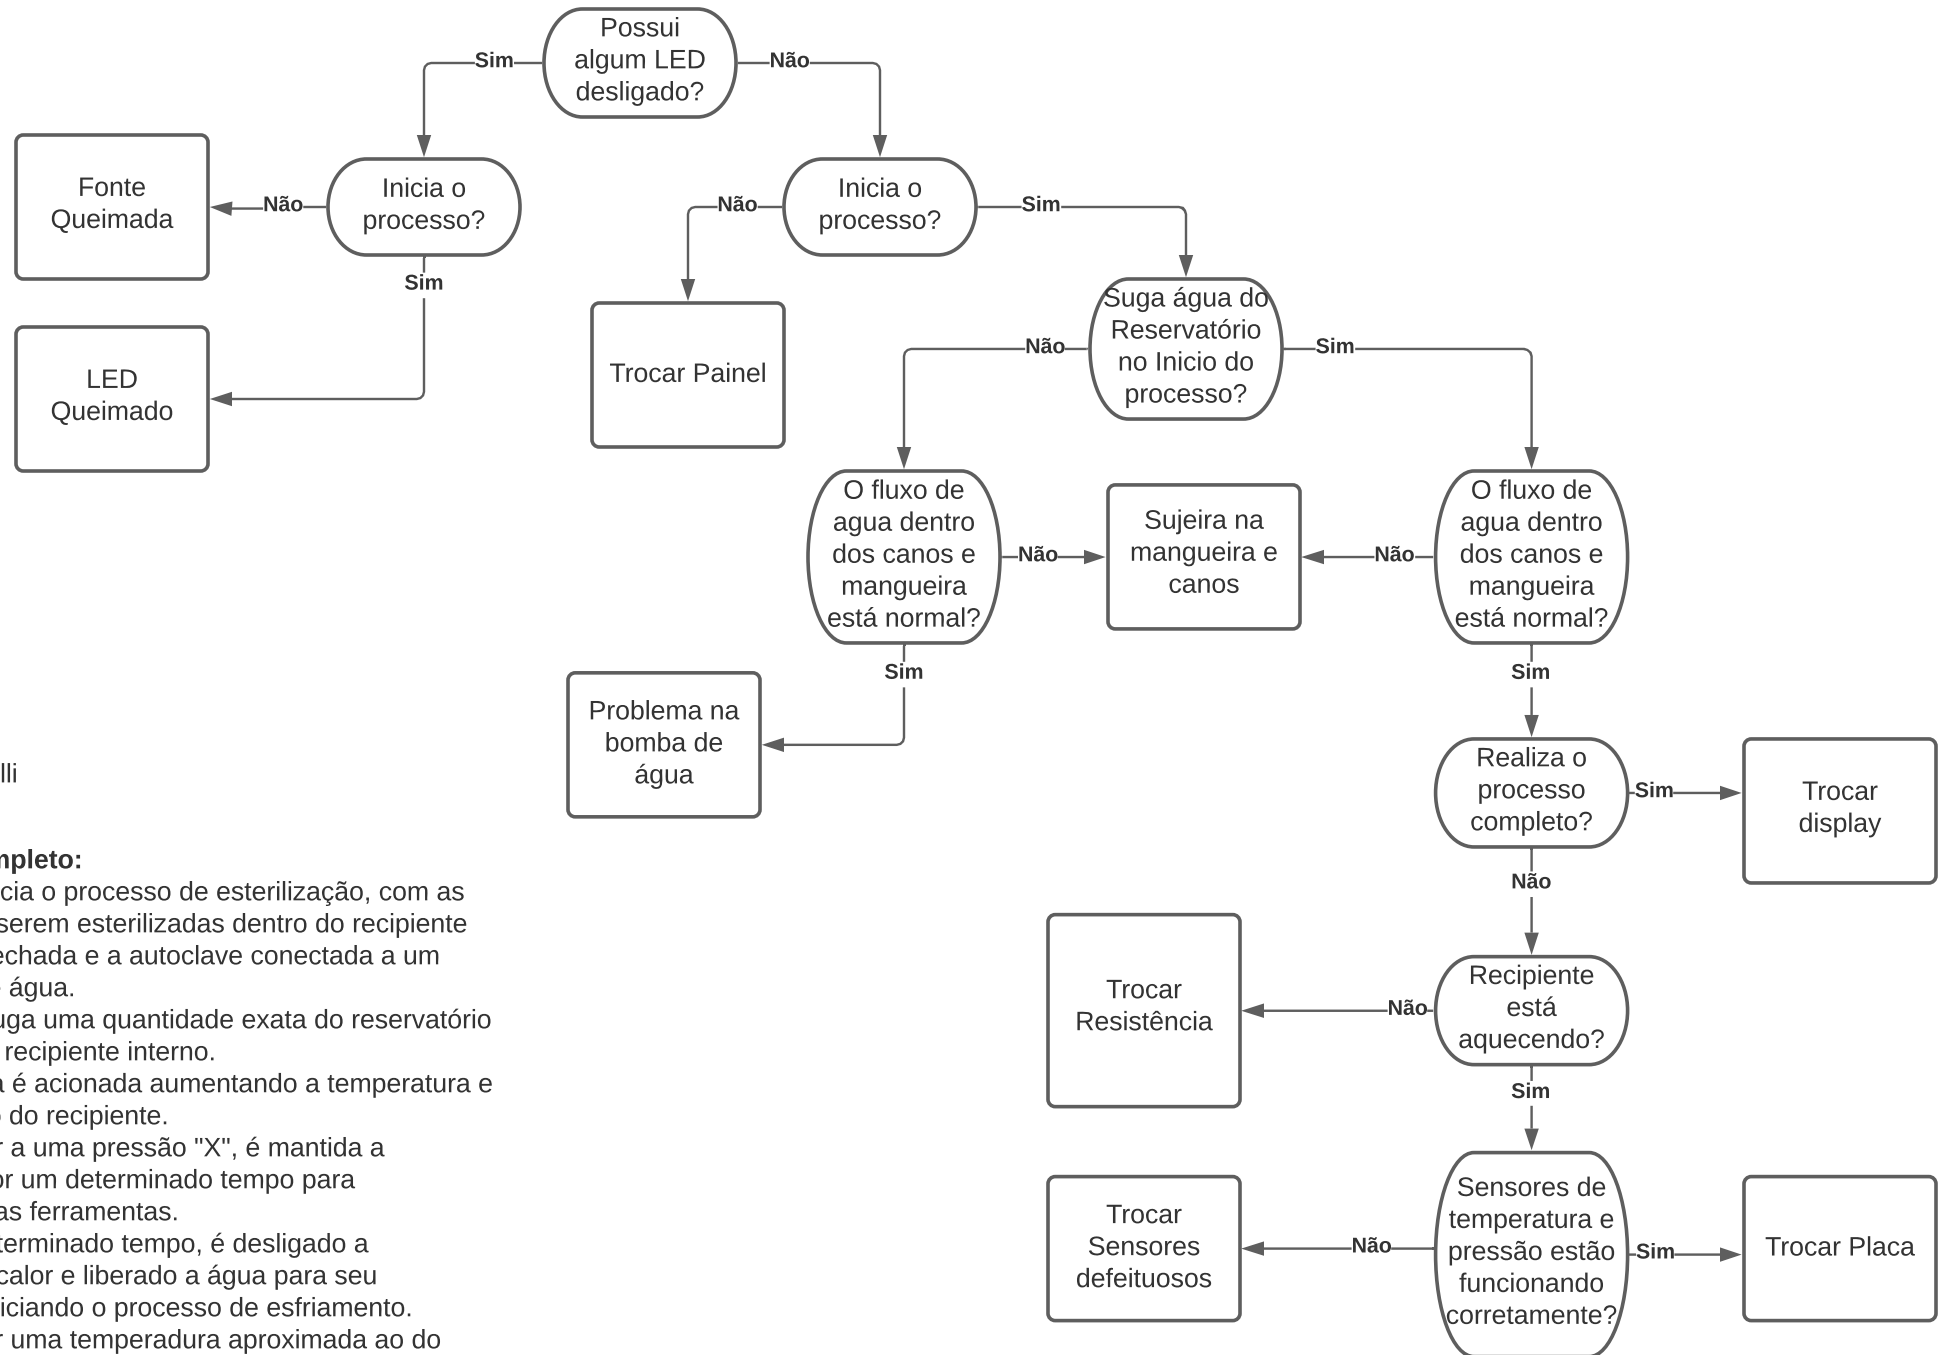 Possui
algum LED
desligado?
Sim
Não
Fonte
Queimada
Não
Inicia o
processo?
Sim
LED
Queimado
Inicia o
processo?
Não
Sim
Trocar Painel
Suga água do
Reservatório
no Inicio do
processo?
Não
Sim
O fluxo de
agua dentro
dos canos e
mangueira
está normal?
Não
Sujeira na
mangueira e
canos
Não
O fluxo de
agua dentro
dos canos e
mangueira
está normal?
Sim
Problema na
bomba de
água
Sim
Realiza o
processo
completo?
Sim
Trocar
display
Não
Trocar
Resistência
Não
Recipiente
está
aquecendo?
Sim
Trocar
Sensores
defeituosos
Não
Sensores de
temperatura e
pressão estão
funcionando
corretamente?
Sim
Trocar Placa
lli
mpleto:
cia o processo de esterilização, com as
serem esterilizadas dentro do recipiente
echada e a autoclave conectada a um
água.
uga uma quantidade exata do reservatório
recipiente interno.
a é acionada aumentando a temperatura e
do recipiente.
r a uma pressão "X", é mantida a
or um determinado tempo para
as ferramentas.
terminado tempo, é desligado a
calor e liberado a água para seu
iciando o processo de esfriamento.
r uma temperadura aproximada ao do